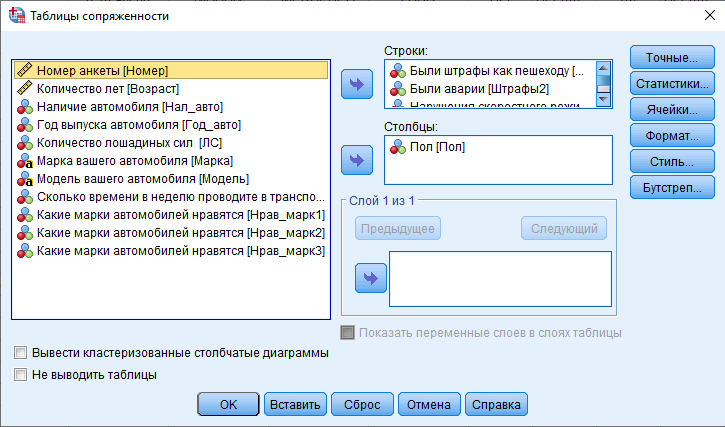 Таблицы сопряженности
Номер анкеты [Номер]
Количество лет [Возраст]
Наличие автомобиля [Нал_авто]
Год выпуска автомобиля [Год_авто]
Количество лошадиных сил [ЛС]
Марка вашего автомобиля [Марка]
Модель вашего автомобиля [Модель]
Сколько времени в неделю проводите в транспо...
Какие марки автомобилей нравятся [Нрав_марк1]
Какие марки автомобилей нравятся [Нрав_марк2]
Какие марки автомобилей нравятся [Нрав_марк3]
Строки:
Были штрафы как пешеходу [...
Были аварии [Штрафы2]
Нарушения скоростного режи
Столбцы:
Пол [Пол]
Слой 1 из 1
Предыдущее
Следующий
Показать переменные слоев в слоях таблицы
Точные...
Статистики...
Ячейки...
Формат...
Стиль...
Бутстреп...
Вывести кластеризованные столбчатые диаграммы
Не выводить таблицы
OK
Вставить
Сброс
Отмена
Справка